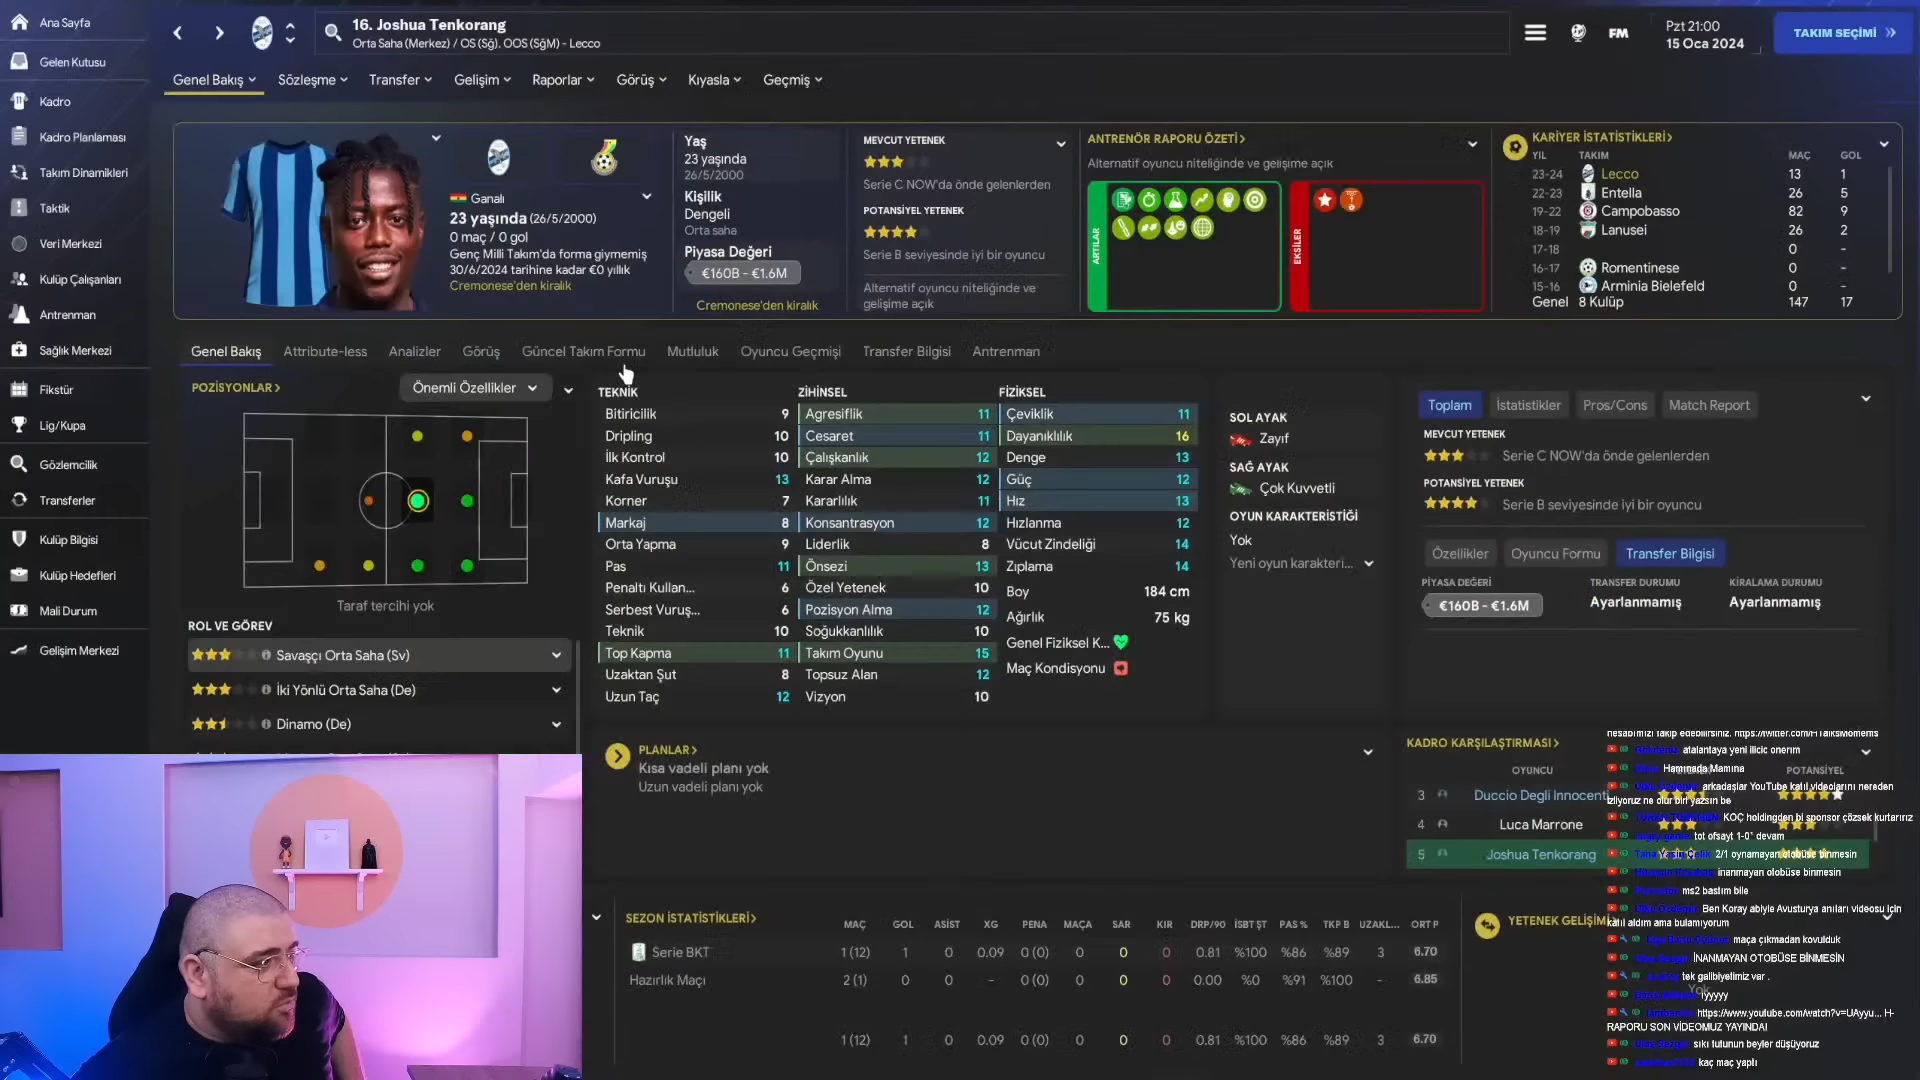 Ana Sayfa
Gelen Kutusu
Kadro
Kadro Planlaması
Takım Dinamikleri
Taktik
Veri Merkezi
Kulüp Çalışanları
Antrenman
Sağlık Merkezi
Fikstür
Lig/Kupa
Gözlemcilik
Transferler
Kulüp Bilgisi
Kulüp Hedefleri
Mali Durum
Gelişim Merkezi
16. Joshua Tenkorang
Orta Saha (Merkez) / OS (Sğ), OOS (SğM) - Lecco
FM
Pzt 21:00
15 Oca 2024
TAKIM SEÇİMİ
Genel Bakış Sözleşme Transfer Gelişim Raporlar Görüş Kıyasla Geçmiş
Ganalı
23 yaşında (26/5/2000)
0 maç / 0 gol
Genç Milli Takım'da forma giymemiş
30/6/2024 tarihine kadar €0 yıllık
Cremonese'den kiralık
Yaş
23 yaşında
26/5/2000
Kişilik
Dengeli
Orta saha
Piyasa Değeri
€160B - €1.6M
Cremonese'den kiralık
MEVCUT YETENEK
Serie C NOW'da önde gelenlerden
POTANSİYEL YETENEK
Serie B seviyesinde iyi bir oyuncu
Alternatif oyuncu niteliğinde ve
gelişime açık
ANTRENÖR RAPORU ÖZETİ>
Alternatif oyuncu niteliğinde ve gelişime açık
ARTILAR
EKSİLER
KARİYER İSTATİSTİKLERİ>
YIL TAKIM MAÇ GOL
23-24 Lecco 13 1
22-23 Entella 26 5
19-22 Campobasso 82 9
18-19 Lanusei 26 2
17-18 0 -
16-17 Romentinese 0 -
15-16 Arminia Bielefeld 0 -
Genel 8 Kulüp 147 17
Genel Bakış Attribute-less Analizler Görüş Güncel Takım Formu Mutluluk Oyuncu Geçmişi Transfer Bilgisi Antrenman
POZİSYONLAR>
Önemli Özellikler
Taraf tercihi yok
ROL VE GÖREV
Savaşçı Orta Saha (Sv)
İki Yönlü Orta Saha (De)
Dinamo (De)
TEKNİK
Bitiricilik 9
Dripling 10
İlk Kontrol 10
Kafa Vuruşu 13
Korner 7
Markaj 8
Orta Yapma 9
Pas 11
Penaltı Kullan... 6
Serbest Vuruş... 6
Teknik 10
Top Kapma 11
Uzaktan Şut 8
Uzun Taç 12
ZİHİNSEL
Agresiflik 11
Cesaret 11
Çalışkanlık 12
Karar Alma 12
Kararlılık 11
Konsantrasyon 12
Liderlik 8
Önsezi 13
Özel Yetenek 10
Pozisyon Alma 12
Soğukkanlılık 10
Takım Oyunu 15
Topsuz Alan 12
Vizyon 10
FİZİKSEL
Çeviklik 11
Dayanıklılık 16
Denge 13
Güç 12
Hız 13
Hızlanma 12
Vücut Zindeliği 14
Zıplama 14
Boy 184 cm
Ağırlık 75 kg
Genel Fiziksel K...
Maç Kondisyonu
SOL AYAK
Zayıf
SAĞ AYAK
Çok Kuvvetli
OYUN KARAKTERİSTİĞİ
Yok
Yeni oyun karakteri...
Toplam İstatistikler Pros/Cons Match Report
MEVCUT YETENEK
Serie C NOW'da önde gelenlerden
POTANSİYEL YETENEK
Serie B seviyesinde iyi bir oyuncu
Özellikler Oyuncu Formu Transfer Bilgisi
PİYASA DEĞERİ TRANSFER DURUMU KİRALAMA DURUMU
€160B - €1.6M Ayarlanmamış Ayarlanmamış
PLANLAR>
Kısa vadeli planı yok
Uzun vadeli planı yok
KADRO KARŞILAŞTIRMASI>
OYUNCU POTANSİYEL
3 Duccio Degli Innocenti
4 Luca Marrone
5 Joshua Tenkorang
SEZON İSTATİSTİKLERİ>
MAÇ GOL ASİST XG PENA MAÇA SAR KIR DRP/90 İSBT ŞT PAS % TKP B UZAKL... ORT P
Serie BKT 1 (12) 1 0 0.09 0 (0) 0 0 0 0.81 %100 %86 %89 3 6.70
Hazırlık Maçı 2 (1) 0 0 - 0 (0) 0 0 0 0.00 %0 %91 %100 - 6.85
1 (12) 1 0 0.09 0 (0) 0 0 0 0.81 %100 %86 %89 3 6.70
YETENEK GELİŞİMİ
Yok
hesabımızı takip edebilirsiniz. https://twitter.com/HTalksMoments
atalantaya yeni ilicic onerim
Hamınada Mamına
arkadaşlar YouTube katıl videolarını nereden
izliyoruz ne olur biri yazsın be
KOÇ holdingden bi sponsor çözsek kurtarırız
tot ofsayt 1-0' devam
2/1 oynamayan otobüse binmesin
inanmayan otobüse binmesin
ms2 bastım bile
Ben Koray abiyle Avusturya anıları videosu için
katıl aldım ama bulamıyorum
maça çıkmadan kovulduk
İNANMAYAN OTOBÜSE BİNMESİN
tek galibiyetimiz var .
iyyyyy
https://www.youtube.com/watch?v=UAyyu... H-
RAPORU SON VİDEOMUZ YAYINDA!
sıkı tutunun beyler düşüyoruz
kaç maç yaptı